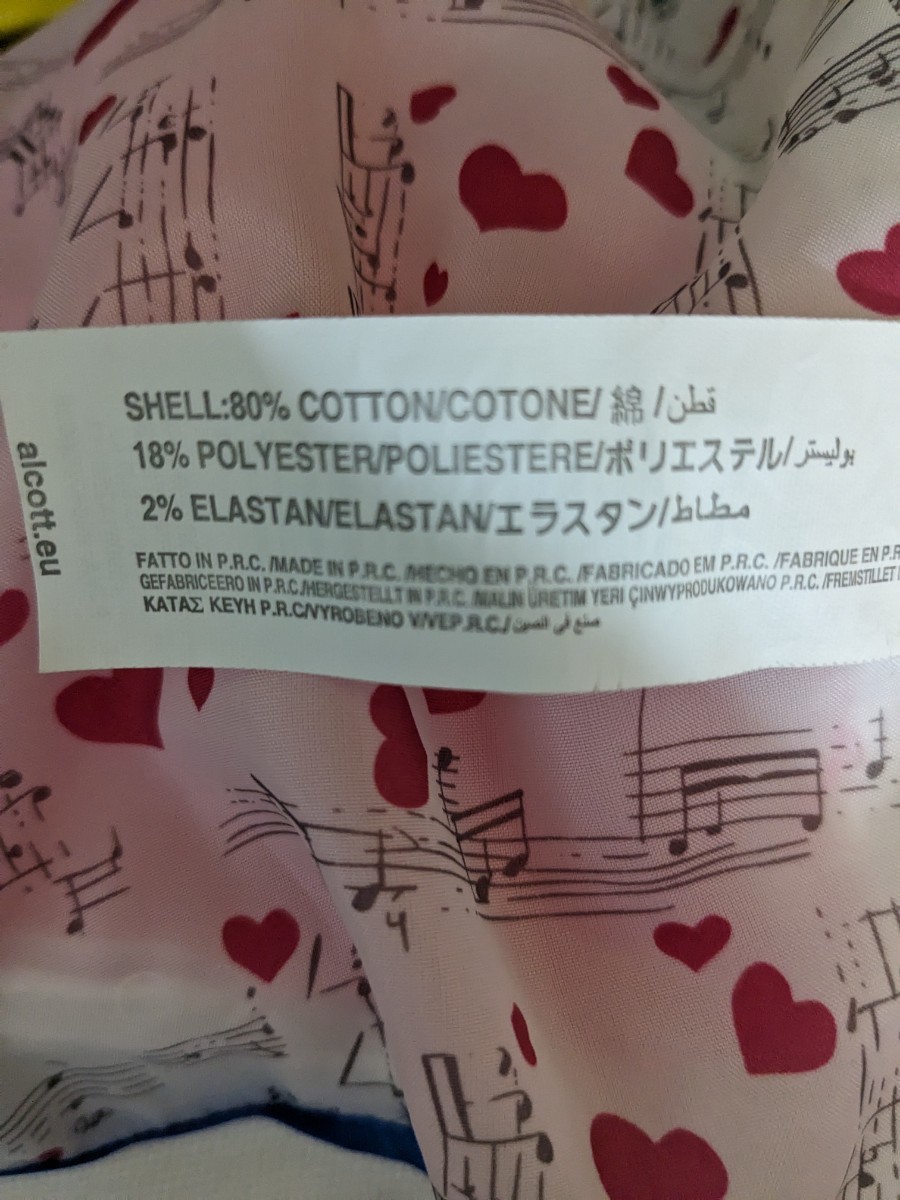 SHELL:80% COTTON/COTONE/ 綿 /قطن
18% POLYESTER/POLIESTERE/ポリエステル/بوليستر
2% ELASTAN/ELASTAN/エラスタン/مطاط
FATTO IN P.R.C. /MADE IN P.R.C. /HECHO EN P.R.C. /FABRICADO EM P.R.C. /FABRIQUE EN P.R
GEFABRICEERO IN P.R.C./HERGESTELLT IN P.R.C. /MALIN ÜRETIM YERI ÇINWYPRODUKOWANO P.R.C. /FREMSTILLET
ΚΑΤΑΣ ΚΕΥΗ P.R.C/VYROBENO V/VEP.R.C./صنع في الصين
alcott.eu